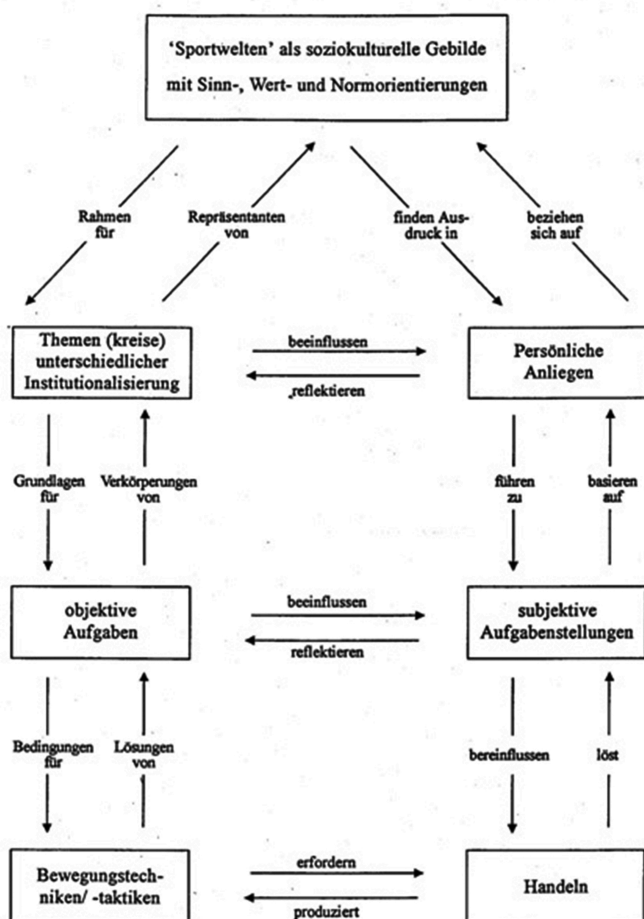 ‘Sportwelten’ als soziokulturelle Gebilde
mit Sinn-, Wert- und Normorientierungen
Rahmen
für
Repräsentanten
von
finden Aus-
druck in
beziehen
sich auf
Themen (kreise)
unterschiedlicher
Institutionalisierung
beeinflussen
reflektieren
Persönliche
Anliegen
Grundlagen
für
Verkörperungen
von
führen
zu
basieren
auf
objektive
Aufgaben
beeinflussen
reflektieren
subjektive
Aufgabenstellungen
Bedingungen
für
Lösungen
von
bereinflussen
löst
Bewegungstech-
niken/ -taktiken
erfordern
produziert
Handeln